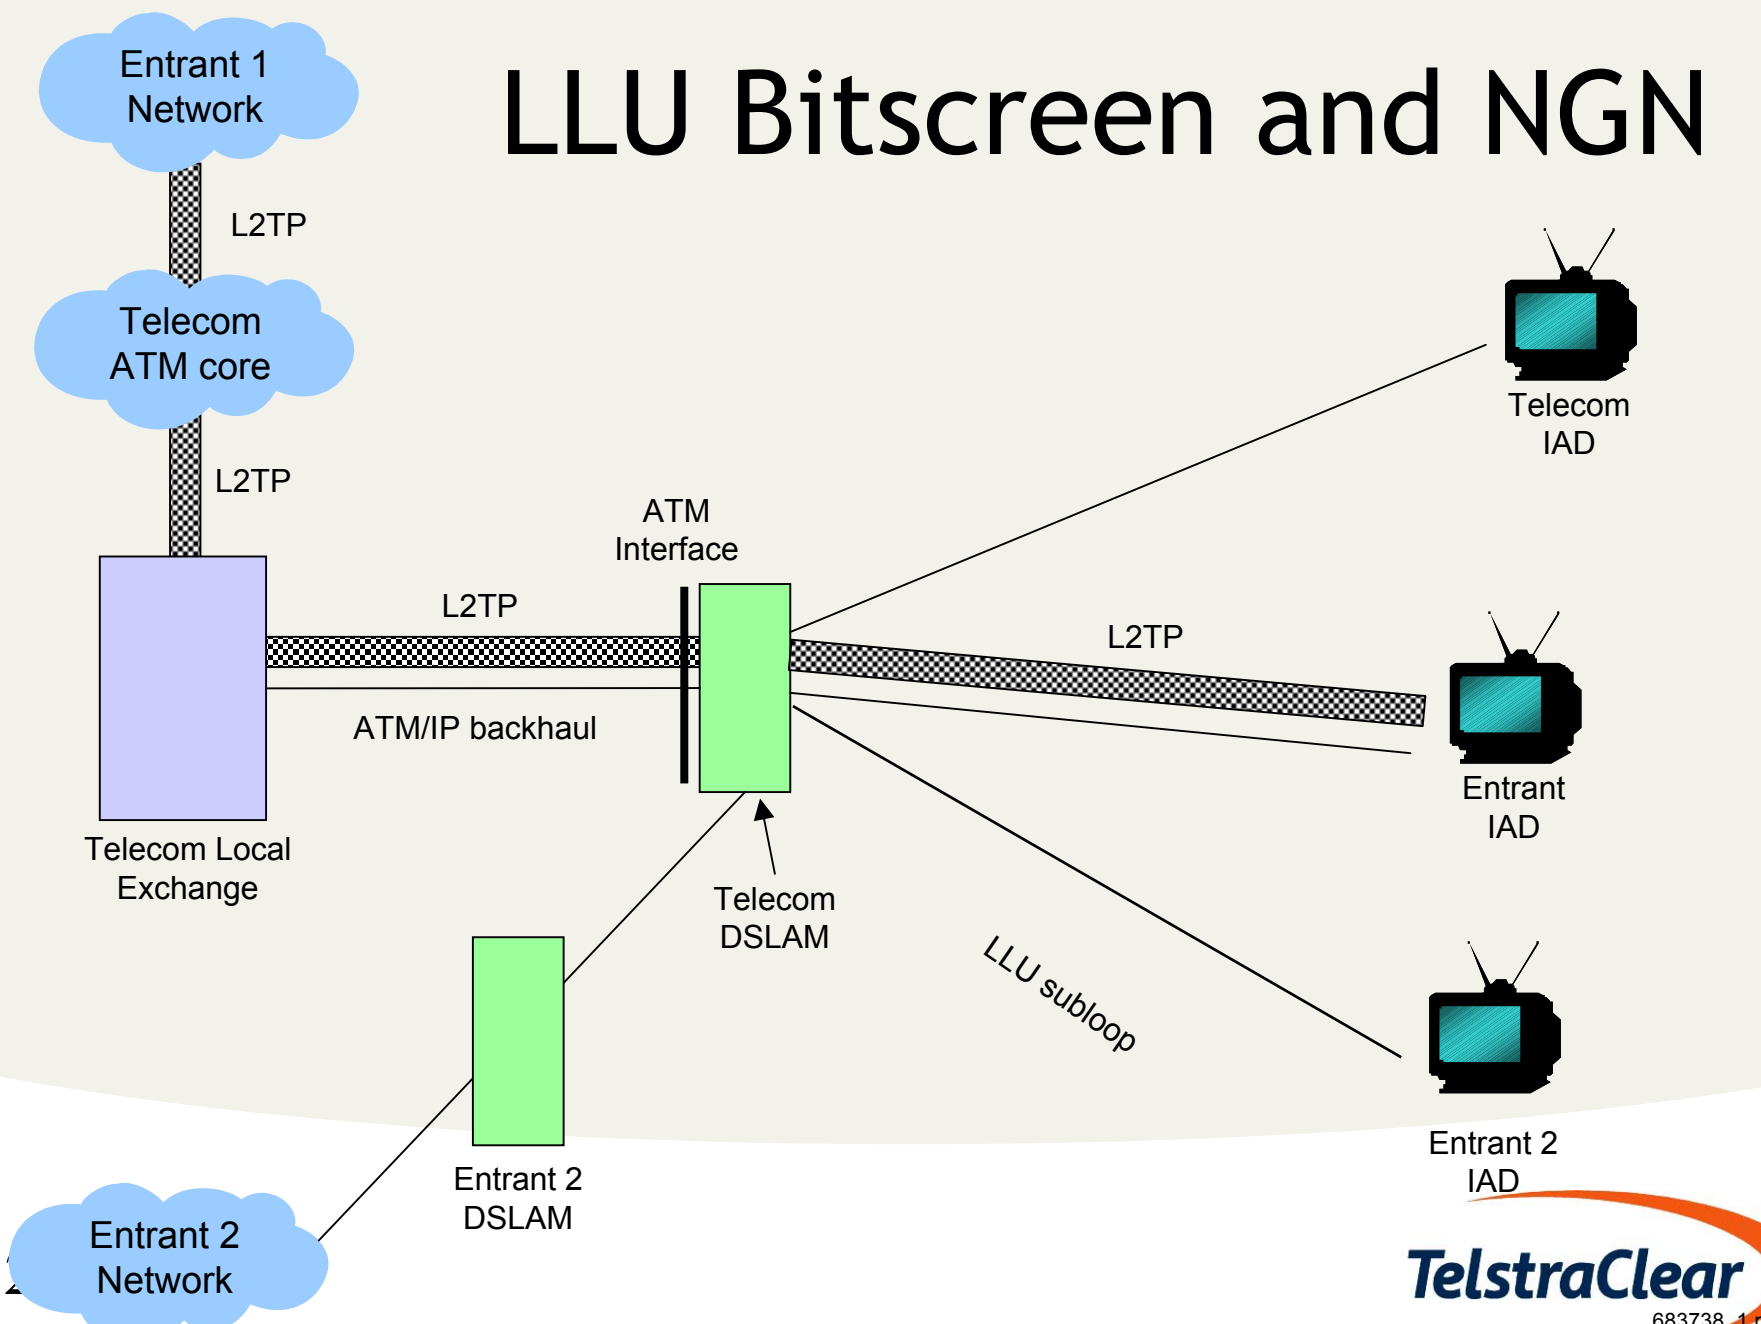 LLU Bitscreen and NGN
Entrant 1
Network
L2TP
Telecom
ATM core
L2TP
ATM
Interface
L2TP
ATM/IP backhaul
Telecom Local
Exchange
Telecom
DSLAM
L2TP
Telecom
IAD
Entrant
IAD
LLU subloop
Entrant 2
IAD
Entrant 2
DSLAM
Entrant 2
Network
TelstraClear
683738